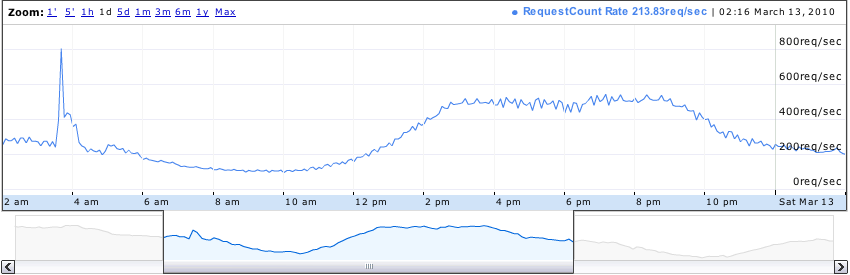 Zoom: 1' 5' 1h 1d 5d 1m 3m 6m 1y Max
RequestCount Rate 213.83req/sec | 02:16 March 13, 2010
800req/sec
600req/sec
400req/sec
200req/sec
0req/sec
2 am 4 am 6 am 8 am 10 am 12 pm 2 pm 4 pm 6 pm 8 pm 10 pm Sat Mar 13